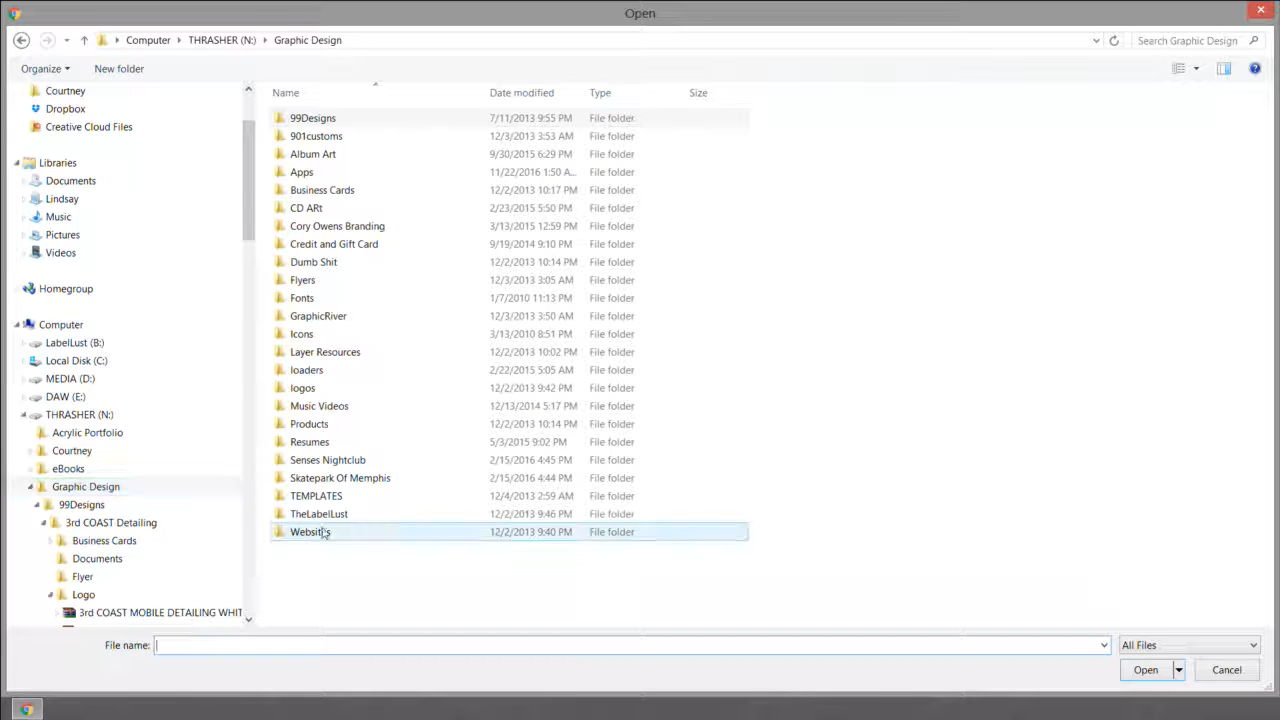 Open
Computer THRASHER (N:) Graphic Design Search Graphic Design
Organize New folder
Courtney
Dropbox
Creative Cloud Files
Libraries
Documents
Lindsay
Music
Pictures
Videos
Homegroup
Computer
LabelLust (B:)
Local Disk (C:)
MEDIA (D:)
DAW (E:)
THRASHER (N:)
Acrylic Portfolio
Courtney
eBooks
Graphic Design
99Designs
3rd COAST Detailing
Business Cards
Documents
Flyer
Logo
3rd COAST MOBILE DETAILING WHIT
Name Date modified Type Size
99Designs 7/11/2013 9:55 PM File folder
901customs 12/3/2013 3:53 AM File folder
Album Art 9/30/2015 6:29 PM File folder
Apps 11/22/2016 1:50 A... File folder
Business Cards 12/2/2013 10:17 PM File folder
CD ARt 2/23/2015 5:50 PM File folder
Cory Owens Branding 3/13/2015 12:59 PM File folder
Credit and Gift Card 9/19/2014 9:10 PM File folder
Dumb Shit 12/2/2013 10:14 PM File folder
Flyers 12/3/2013 3:05 AM File folder
Fonts 1/7/2010 11:13 PM File folder
GraphicRiver 12/3/2013 3:50 AM File folder
Icons 3/13/2010 8:51 PM File folder
Layer Resources 12/2/2013 10:02 PM File folder
loaders 2/22/2015 5:05 AM File folder
logos 12/2/2013 9:42 PM File folder
Music Videos 12/13/2014 5:17 PM File folder
Products 12/2/2013 10:14 PM File folder
Resumes 5/3/2015 9:02 PM File folder
Senses Nightclub 2/15/2016 4:45 PM File folder
Skatepark Of Memphis 2/15/2016 4:44 PM File folder
TEMPLATES 12/4/2013 2:59 AM File folder
TheLabelLust 12/2/2013 9:46 PM File folder
Websites 12/2/2013 9:40 PM File folder
File name: All Files
Open Cancel